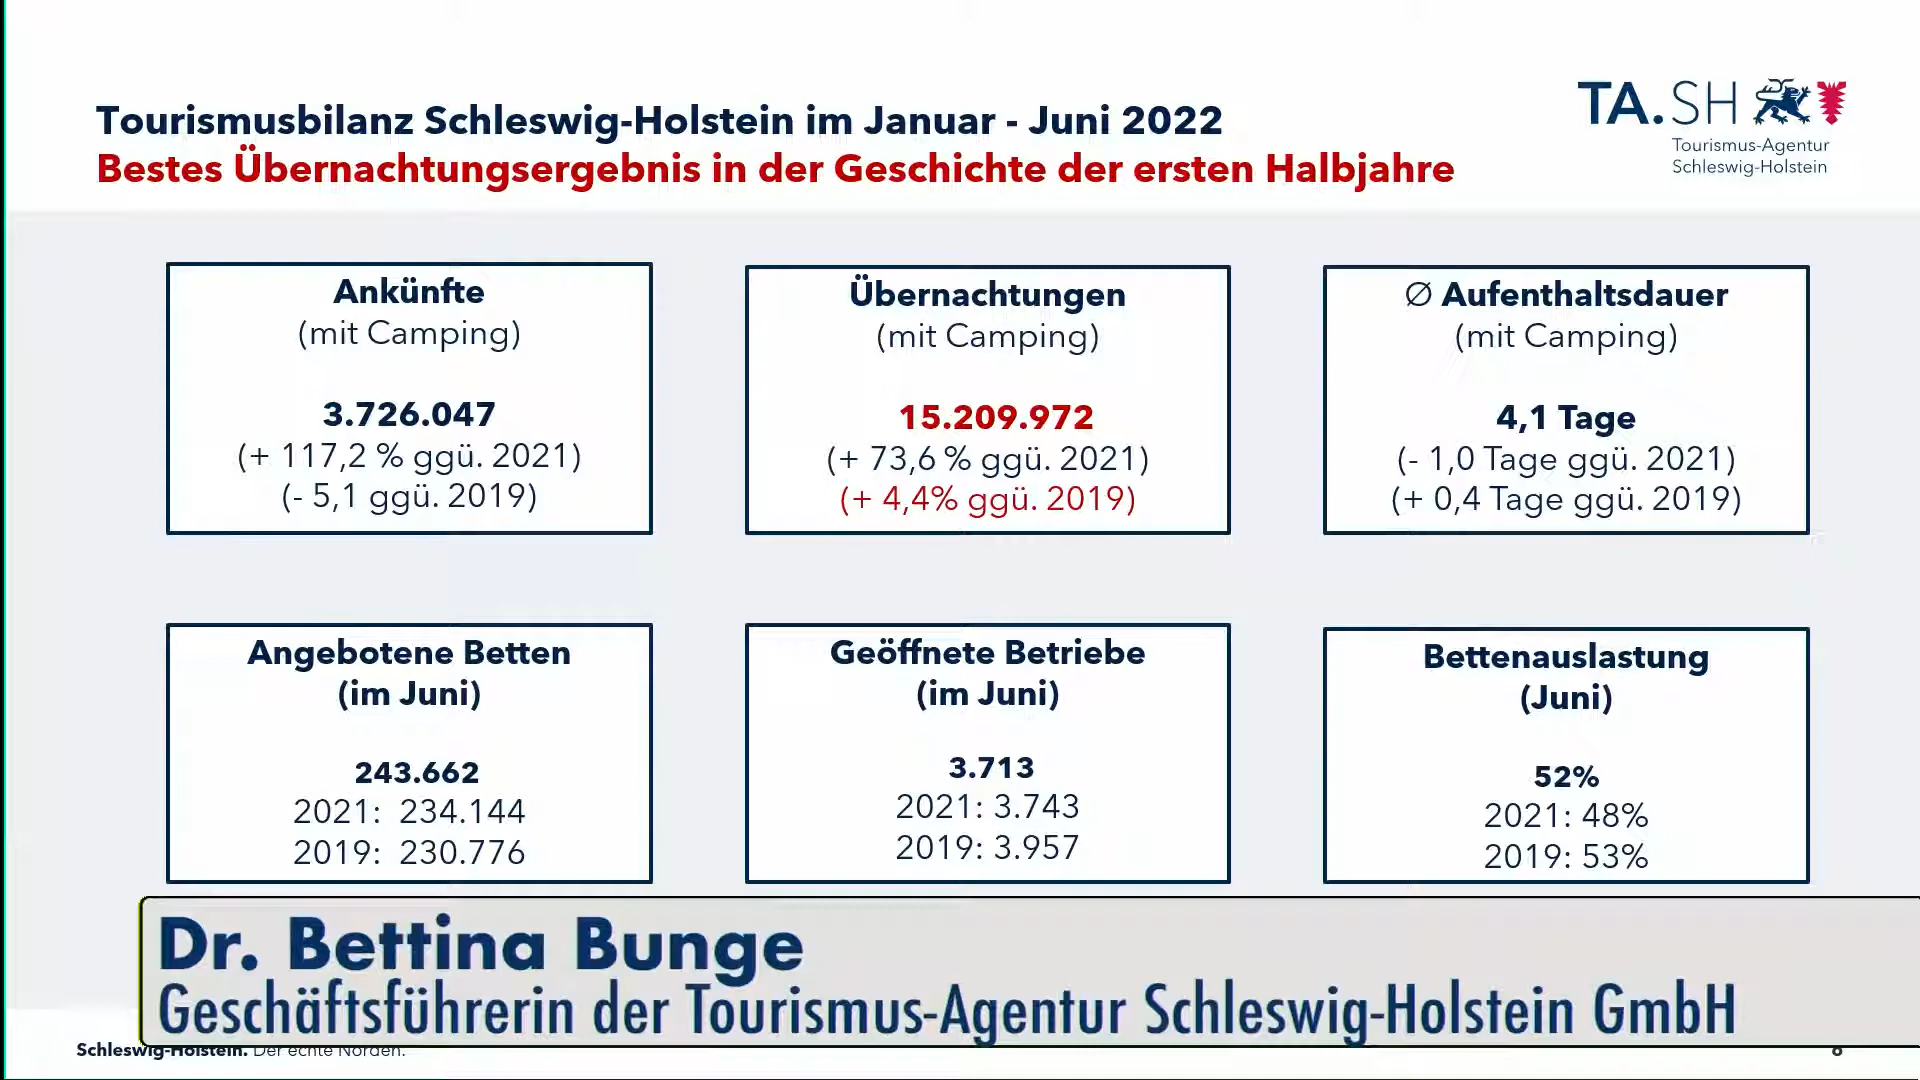 Tourismusbilanz Schleswig-Holstein im Januar - Juni 2022
Bestes Übernachtungsergebnis in der Geschichte der ersten Halbjahre
TA.SH
Tourismus-Agentur
Schleswig-Holstein
Ankünfte
(mit Camping)
3.726.047
(+ 117,2 % ggü. 2021)
(- 5,1 ggü. 2019)
Übernachtungen
(mit Camping)
15.209.972
(+ 73,6 % ggü. 2021)
(+ 4,4% ggü. 2019)
∅ Aufenthaltsdauer
(mit Camping)
4,1 Tage
(- 1,0 Tage ggü. 2021)
(+ 0,4 Tage ggü. 2019)
Angebotene Betten
(im Juni)
243.662
2021: 234.144
2019: 230.776
Geöffnete Betriebe
(im Juni)
3.713
2021: 3.743
2019: 3.957
Bettenauslastung
(Juni)
52%
2021: 48%
2019: 53%
Dr. Bettina Bunge
Geschäftsführerin der Tourismus-Agentur Schleswig-Holstein GmbH
Schleswig-Holstein. Der echte Norden.